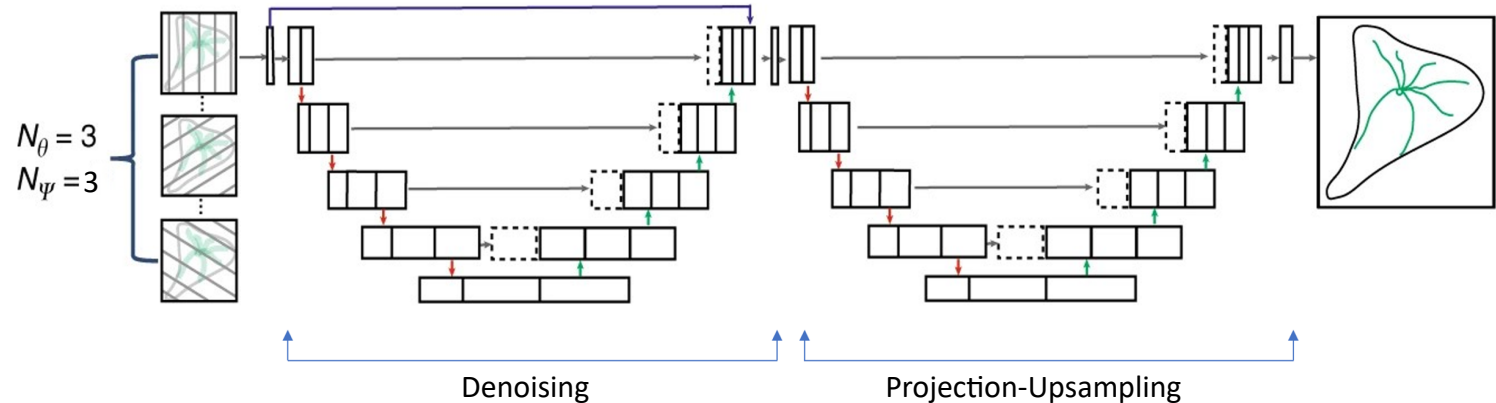 N_θ = 3
N_Ψ = 3
Denoising
Projection-Upsampling